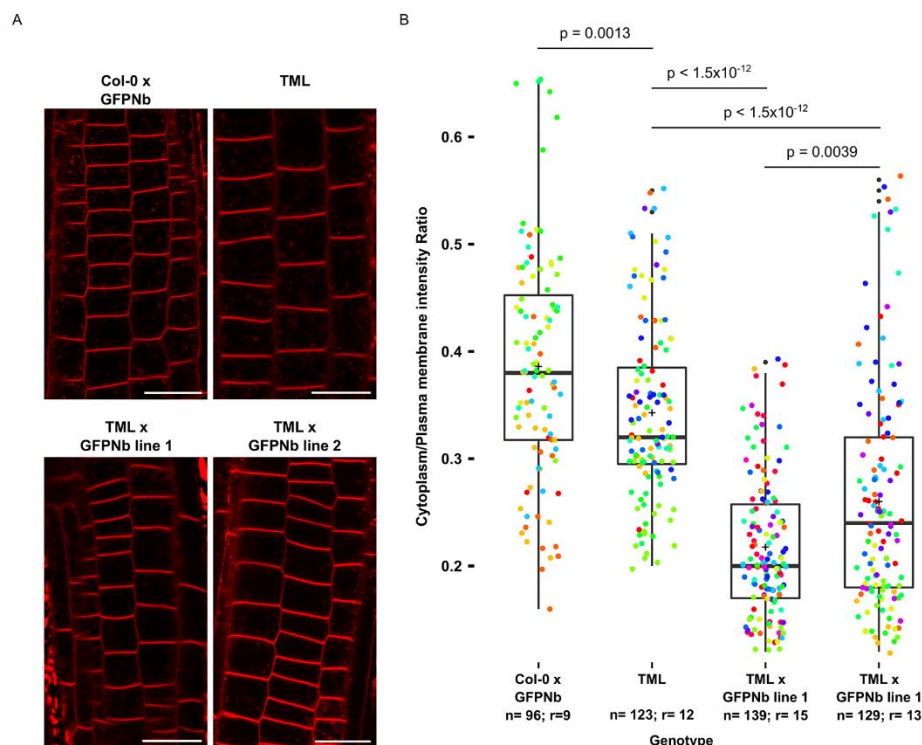 A
Col-0 x
GFPNb
TML
TML x
GFPNb line 1
TML x
GFPNb line 2
B
p = 0.0013
p < 1.5x10⁻¹²
p < 1.5x10⁻¹²
p = 0.0039
Cytoplasm/Plasma membrane intensity Ratio
0.6
0.5
0.4
0.3
0.2
Col-0 x
GFPNb
n= 96; r=9
TML
n= 123; r= 12
TML x
GFPNb line 1
n= 139; r= 15
TML x
GFPNb line 1
n= 129; r= 13
Genotype